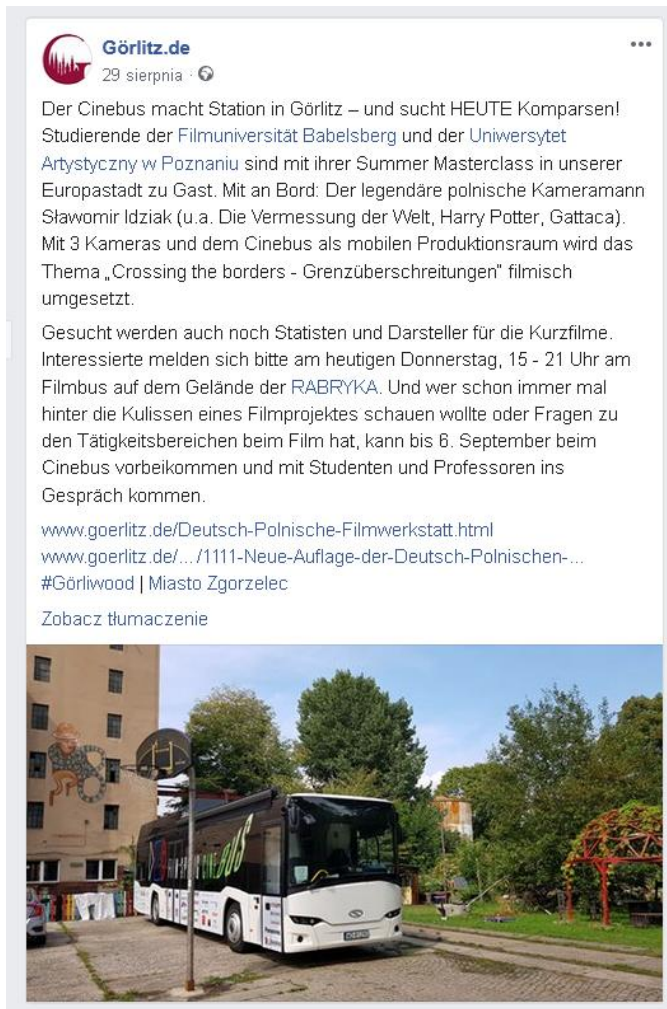 Görlitz.de
29 sierpnia ·
Der Cinebus macht Station in Görlitz – und sucht HEUTE Komparsen!
Studierende der Filmuniversität Babelsberg und der Uniwersytet
Artystyczny w Poznaniu sind mit ihrer Summer Masterclass in unserer
Europastadt zu Gast. Mit an Bord: Der legendäre polnische Kameramann
Sławomir Idziak (u.a. Die Vermessung der Welt, Harry Potter, Gattaca).
Mit 3 Kameras und dem Cinebus als mobilen Produktionsraum wird das
Thema „Crossing the borders - Grenzüberschreitungen" filmisch
umgesetzt.
Gesucht werden auch noch Statisten und Darsteller für die Kurzfilme.
Interessierte melden sich bitte am heutigen Donnerstag, 15 - 21 Uhr am
Filmbus auf dem Gelände der RABRYKA. Und wer schon immer mal
hinter die Kulissen eines Filmprojektes schauen wollte oder Fragen zu
den Tätigkeitsbereichen beim Film hat, kann bis 6. September beim
Cinebus vorbeikommen und mit Studenten und Professoren ins
Gespräch kommen.
www.goerlitz.de/Deutsch-Polnische-Filmwerkstatt.html
www.goerlitz.de/.../1111-Neue-Auflage-der-Deutsch-Polnischen-...
#Görliwood | Miasto Zgorzelec
Zobacz tłumaczenie
BUS